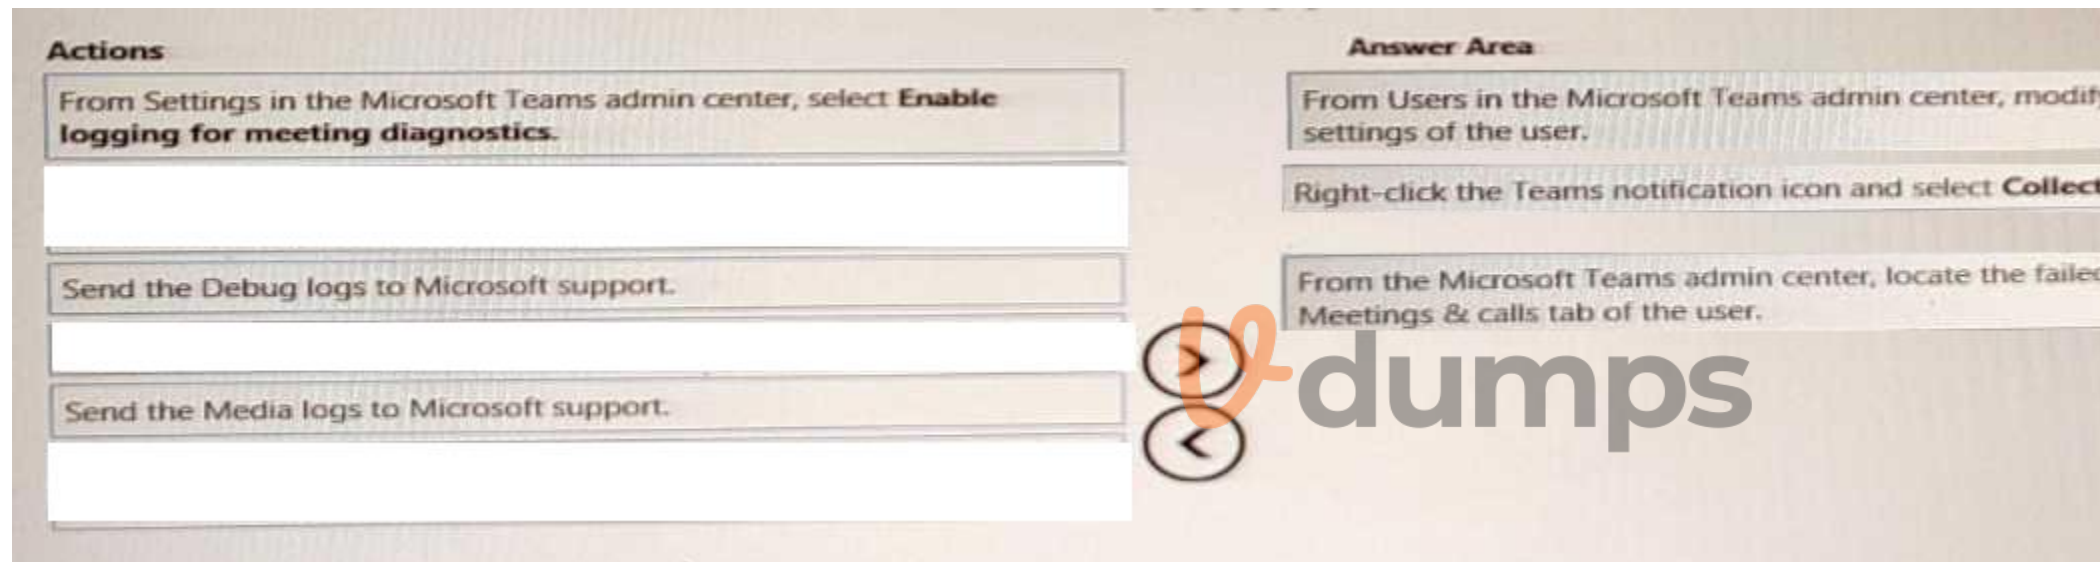 Actions
From Settings in the Microsoft Teams admin center, select Enable
logging for meeting diagnostics.
Send the Debug logs to Microsoft support.
Send the Media logs to Microsoft support.
Answer Area
From Users in the Microsoft Teams admin center, modify
settings of the user.
Right-click the Teams notification icon and select Collect
From the Microsoft Teams admin center, locate the failed
Meetings & calls tab of the user.
dumps